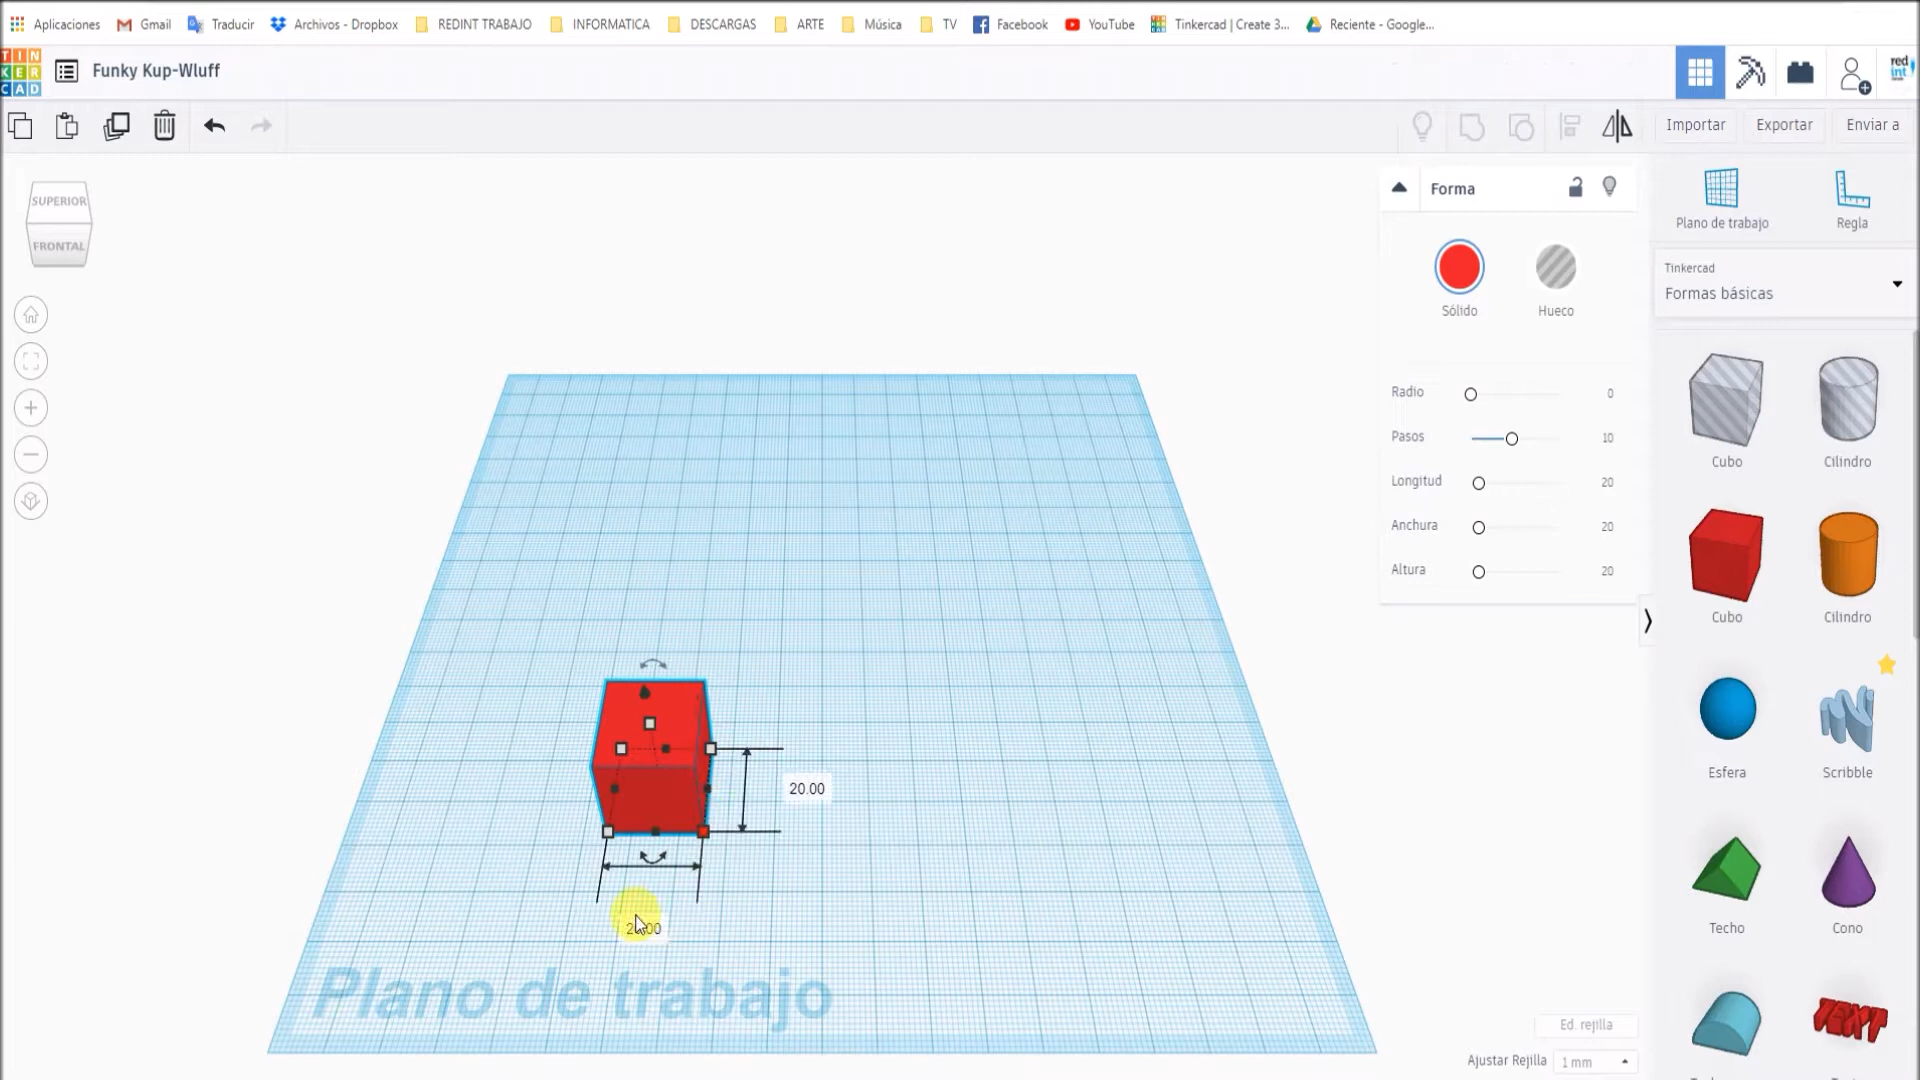 Aplicaciones Gmail Traducir Archivos - Dropbox REDINT TRABAJO INFORMATICA DESCARGAS ARTE Música TV Facebook YouTube Tinkercad | Create 3... Reciente - Google...
TIN
KER
CAD
Funky Kup-Wluff
red
int
Importar Exportar Enviar a
SUPERIOR
FRONTAL
Forma
Sólido Hueco
Radio 0
Pasos 10
Longitud 20
Anchura 20
Altura 20
Plano de trabajo Regla
Tinkercad
Formas básicas
Cubo Cilindro
Cubo Cilindro
Esfera Scribble
Techo Cono
TEXT
20.00
Plano de trabajo
Ed. rejilla
Ajustar Rejilla 1 mm